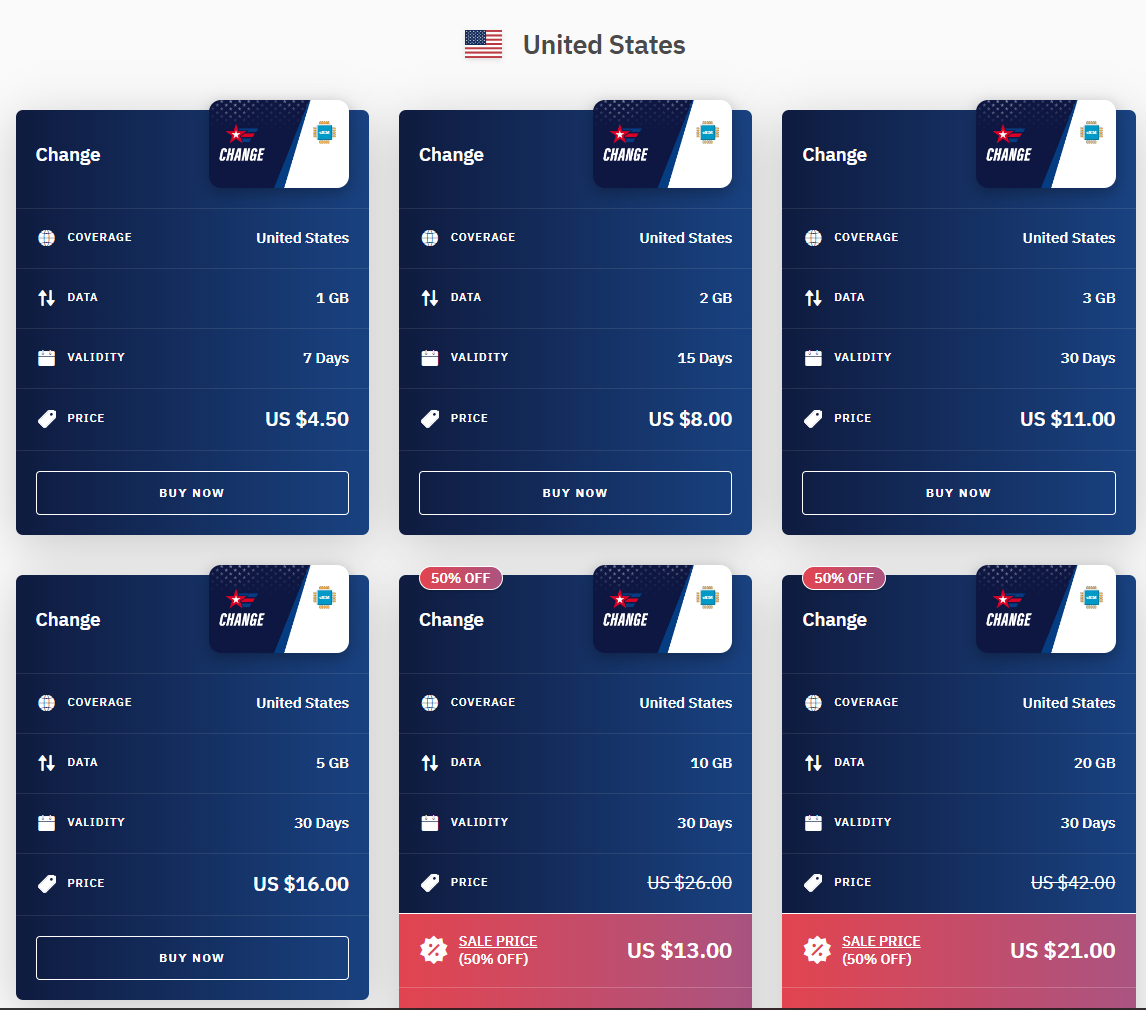 United States
Change
CHANGE
COVERAGE United States
DATA 1 GB
VALIDITY 7 Days
PRICE US $4.50
BUY NOW
Change
CHANGE
COVERAGE United States
DATA 2 GB
VALIDITY 15 Days
PRICE US $8.00
BUY NOW
Change
CHANGE
COVERAGE United States
DATA 3 GB
VALIDITY 30 Days
PRICE US $11.00
BUY NOW
Change
CHANGE
COVERAGE United States
DATA 5 GB
VALIDITY 30 Days
PRICE US $16.00
BUY NOW
50% OFF
Change
CHANGE
COVERAGE United States
DATA 10 GB
VALIDITY 30 Days
PRICE US $26.00
SALE PRICE
(50% OFF) US $13.00
50% OFF
Change
CHANGE
COVERAGE United States
DATA 20 GB
VALIDITY 30 Days
PRICE US $42.00
SALE PRICE
(50% OFF) US $21.00